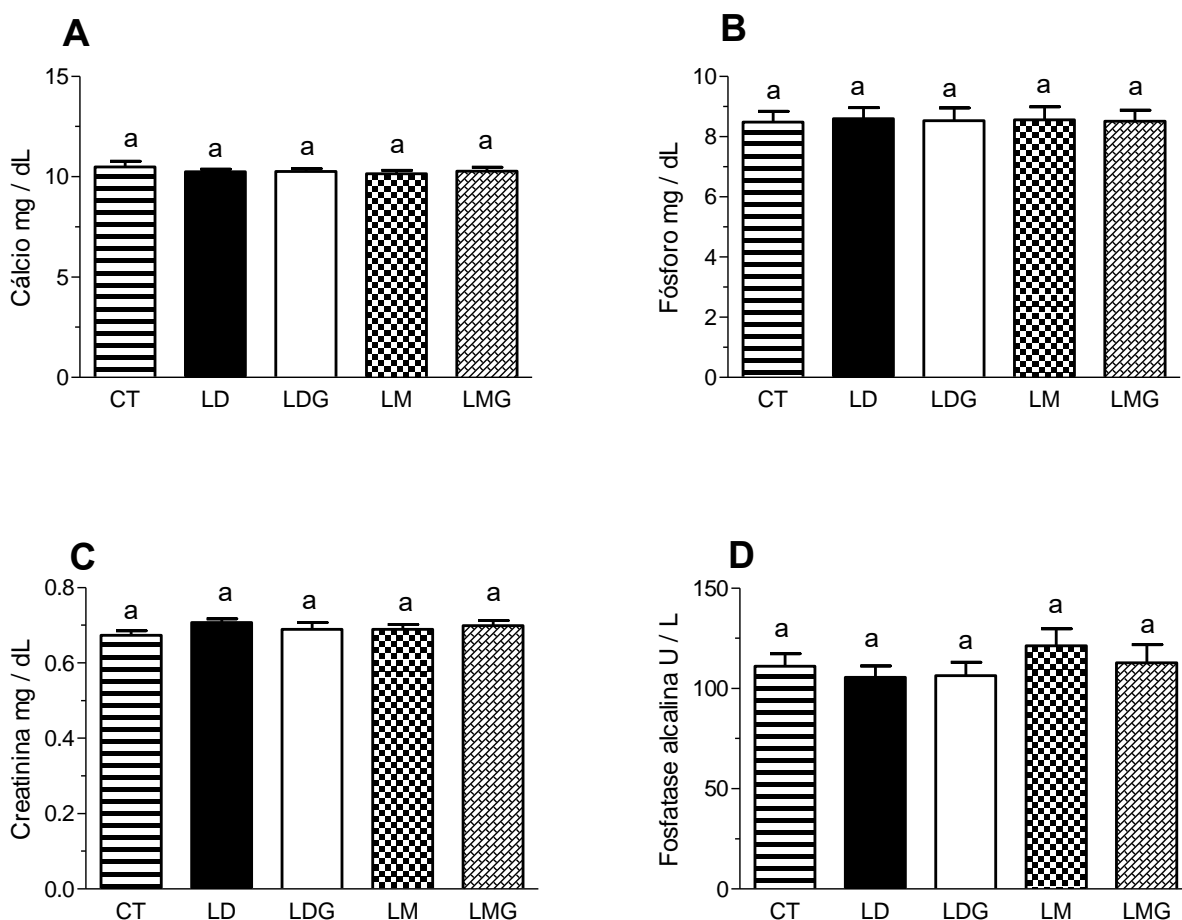 A
Cálcio mg / dL
15
10
5
0
a a a a a
CT LD LDG LM LMG
B
Fósforo mg / dL
10
8
6
4
2
0
a a a a a
CT LD LDG LM LMG
C
Creatinina mg / dL
0.8
0.6
0.4
0.2
0.0
a a a a a
CT LD LDG LM LMG
D
Fosfatase alcalina U / L
150
100
50
0
a a a a a
CT LD LDG LM LMG